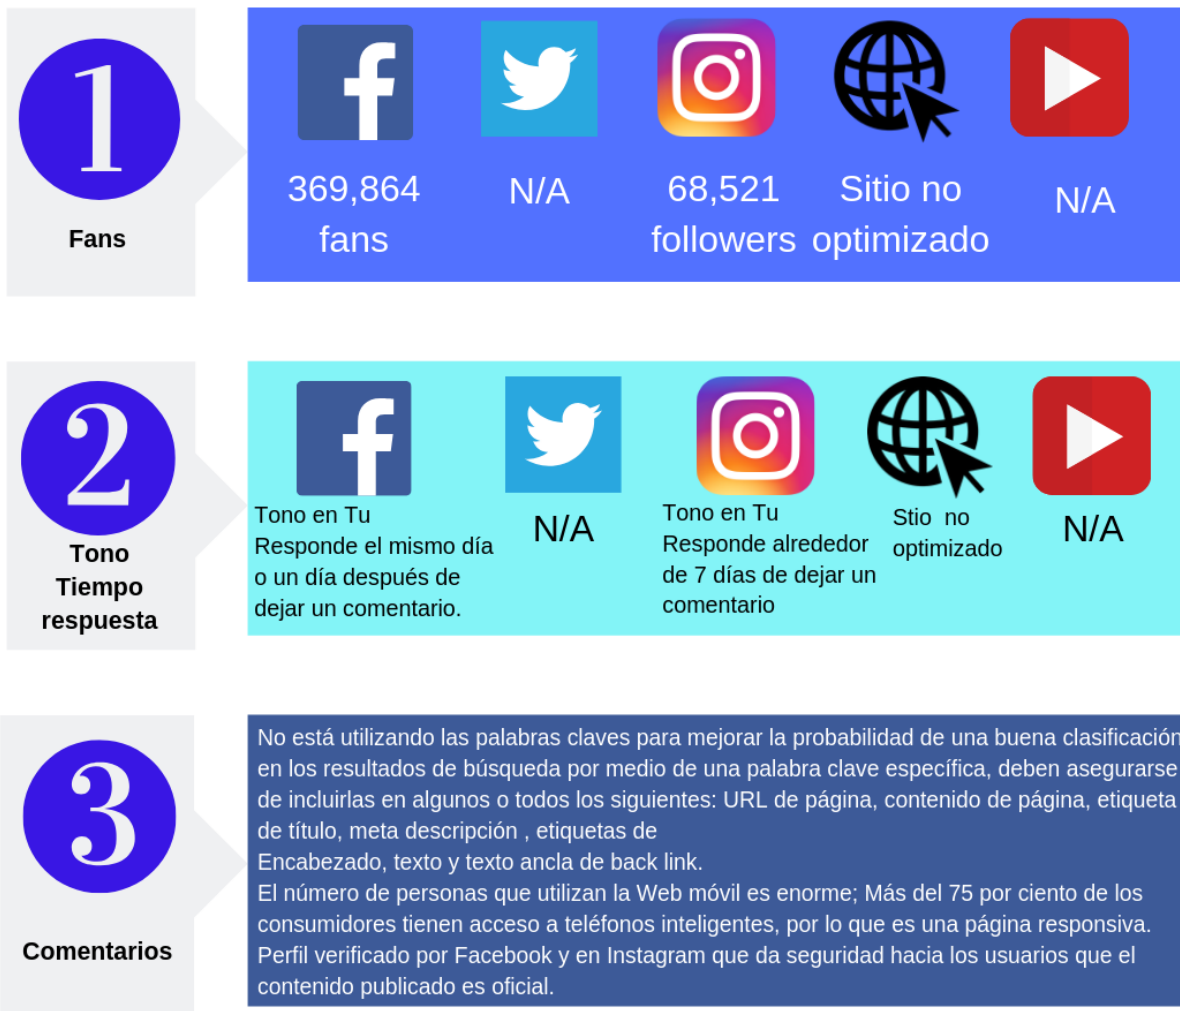 1
Fans
369,864
fans
N/A
68,521
followers
Sitio no
optimizado
N/A
2
Tono
Tiempo
respuesta
Tono en Tu
Responde el mismo día
o un día después de
dejar un comentario.
N/A
Tono en Tu
Responde alrededor
de 7 días de dejar un
comentario
Stio no
optimizado
N/A
3
Comentarios
No está utilizando las palabras claves para mejorar la probabilidad de una buena clasificación
en los resultados de búsqueda por medio de una palabra clave específica, deben asegurarse
de incluirlas en algunos o todos los siguientes: URL de página, contenido de página, etiqueta
de título, meta descripción , etiquetas de
Encabezado, texto y texto ancla de back link.
El número de personas que utilizan la Web móvil es enorme; Más del 75 por ciento de los
consumidores tienen acceso a teléfonos inteligentes, por lo que es una página responsiva.
Perfil verificado por Facebook y en Instagram que da seguridad hacia los usuarios que el
contenido publicado es oficial.